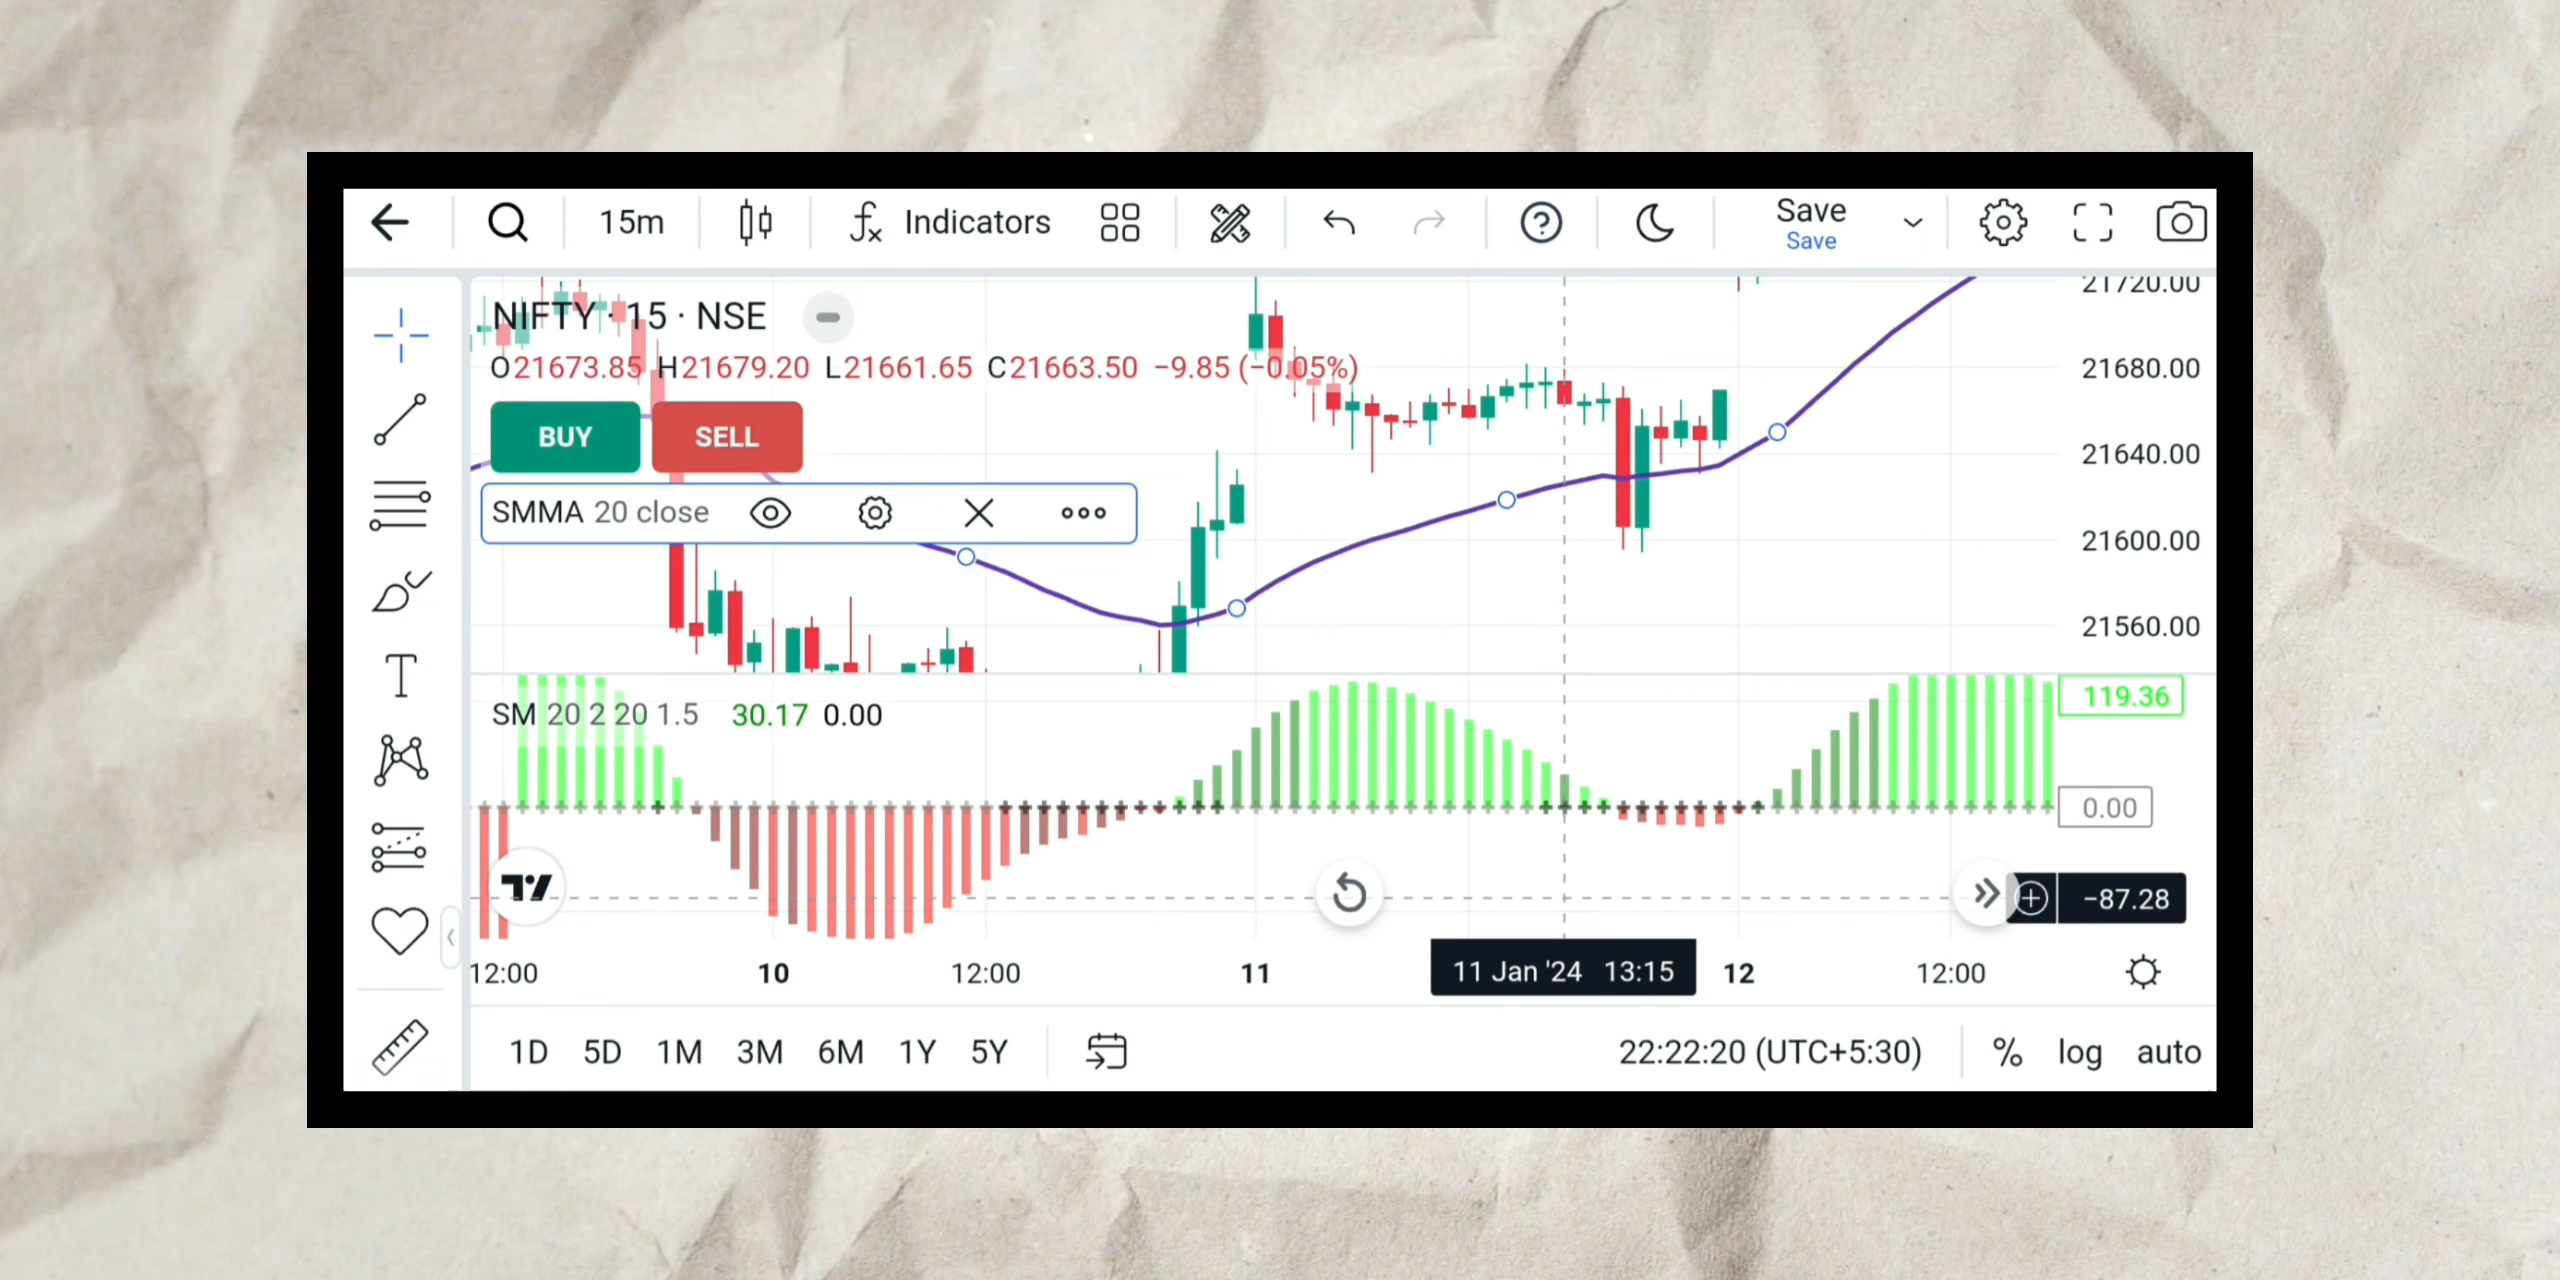 15m Indicators Save
Save
NIFTY · 15 · NSE
O21673.85 H21679.20 L21661.65 C21663.50 −9.85 (−0.05%)
BUY SELL
SMMA 20 close
21720.00
21680.00
21640.00
21600.00
21560.00
SM 20 2 20 1.5 30.17 0.00
119.36
0.00
−87.28
12:00 10 12:00 11 11 Jan '24 13:15 12 12:00
1D 5D 1M 3M 6M 1Y 5Y 22:22:20 (UTC+5:30) % log auto